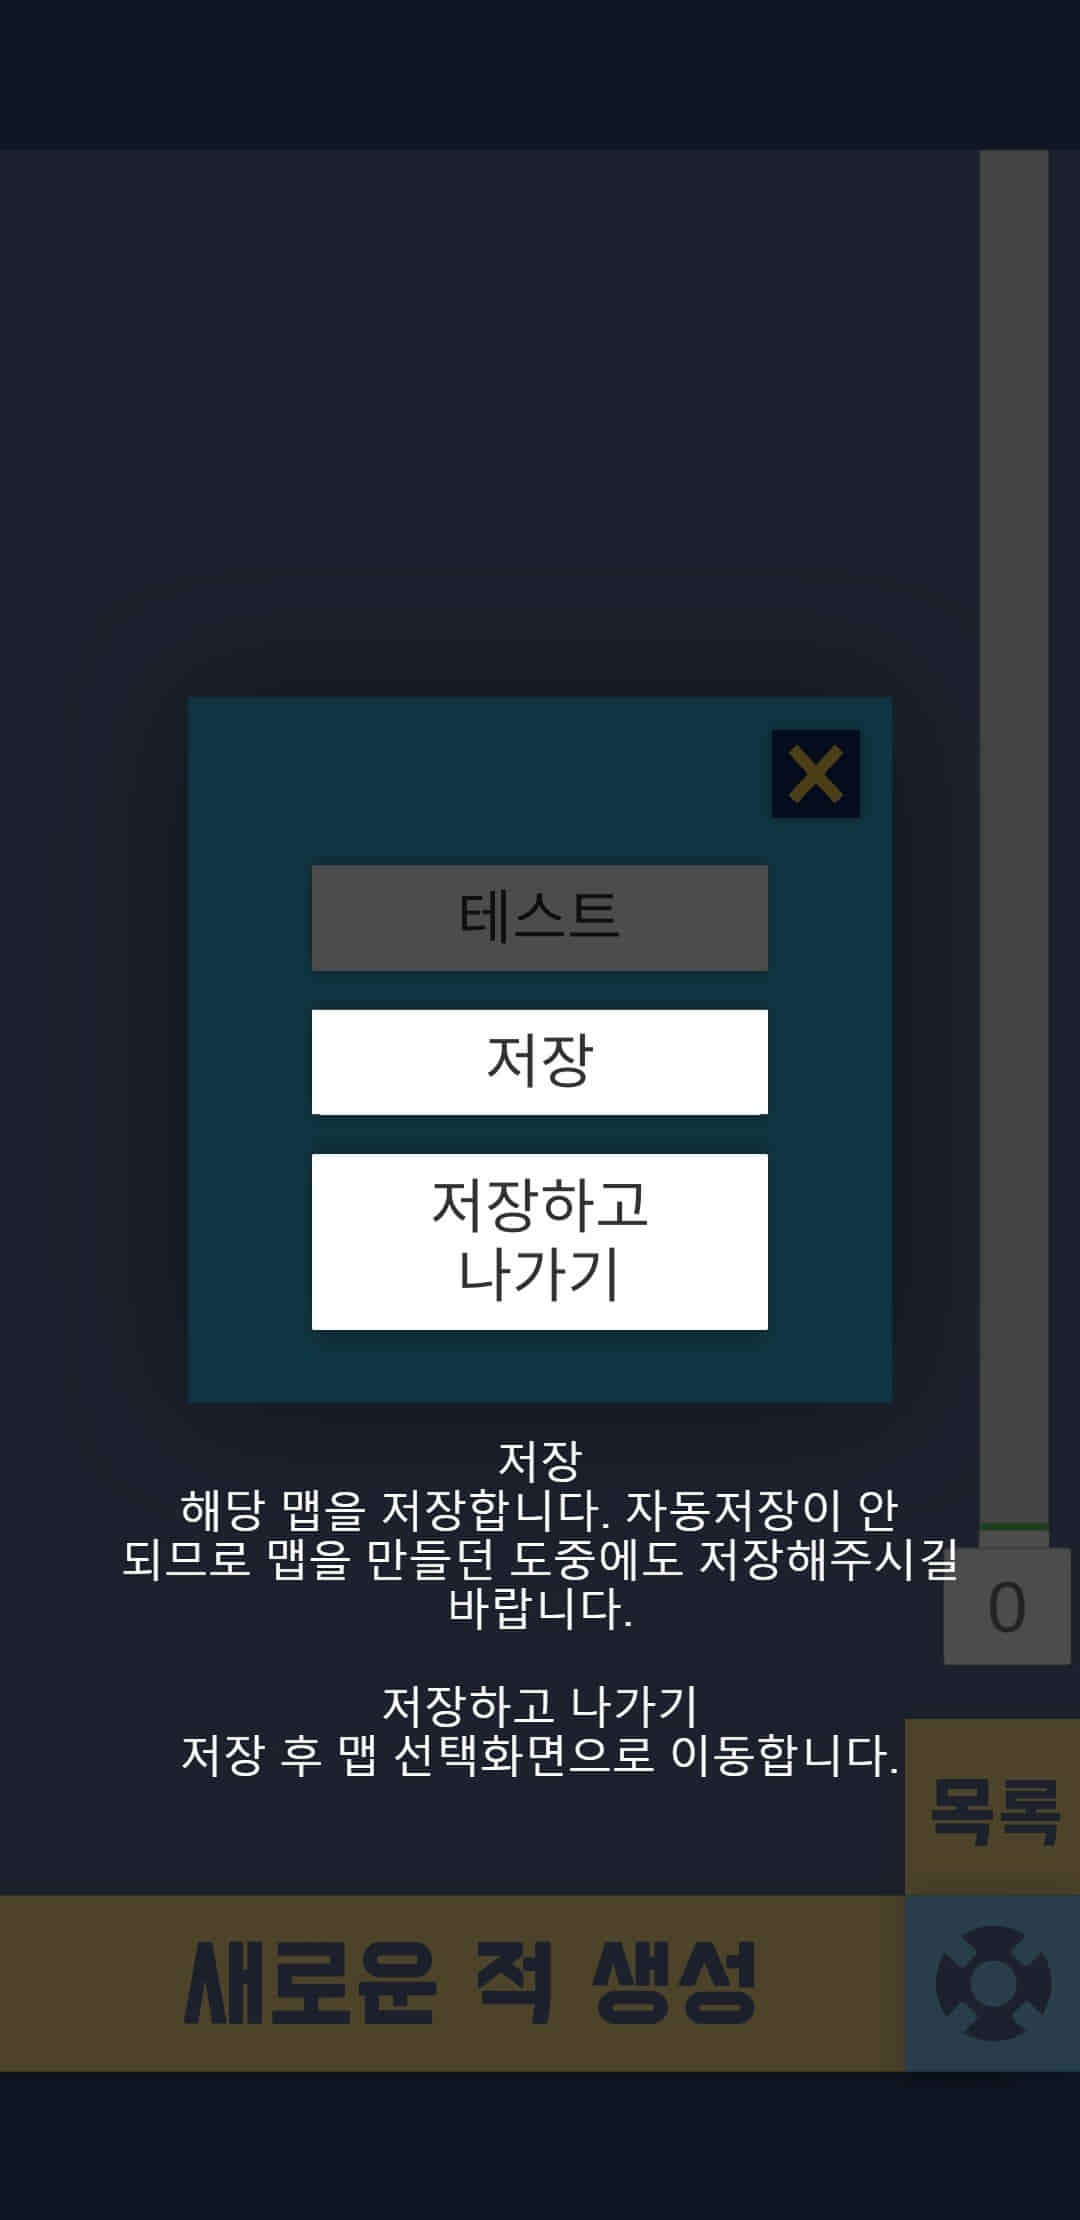 테스트
저장
저장하고
나가기
저장
해당 맵을 저장합니다. 자동저장이 안
되므로 맵을 만들던 도중에도 저장해주시길
바랍니다.
0
저장하고 나가기
저장 후 맵 선택화면으로 이동합니다.
목록
새로운 적 생성